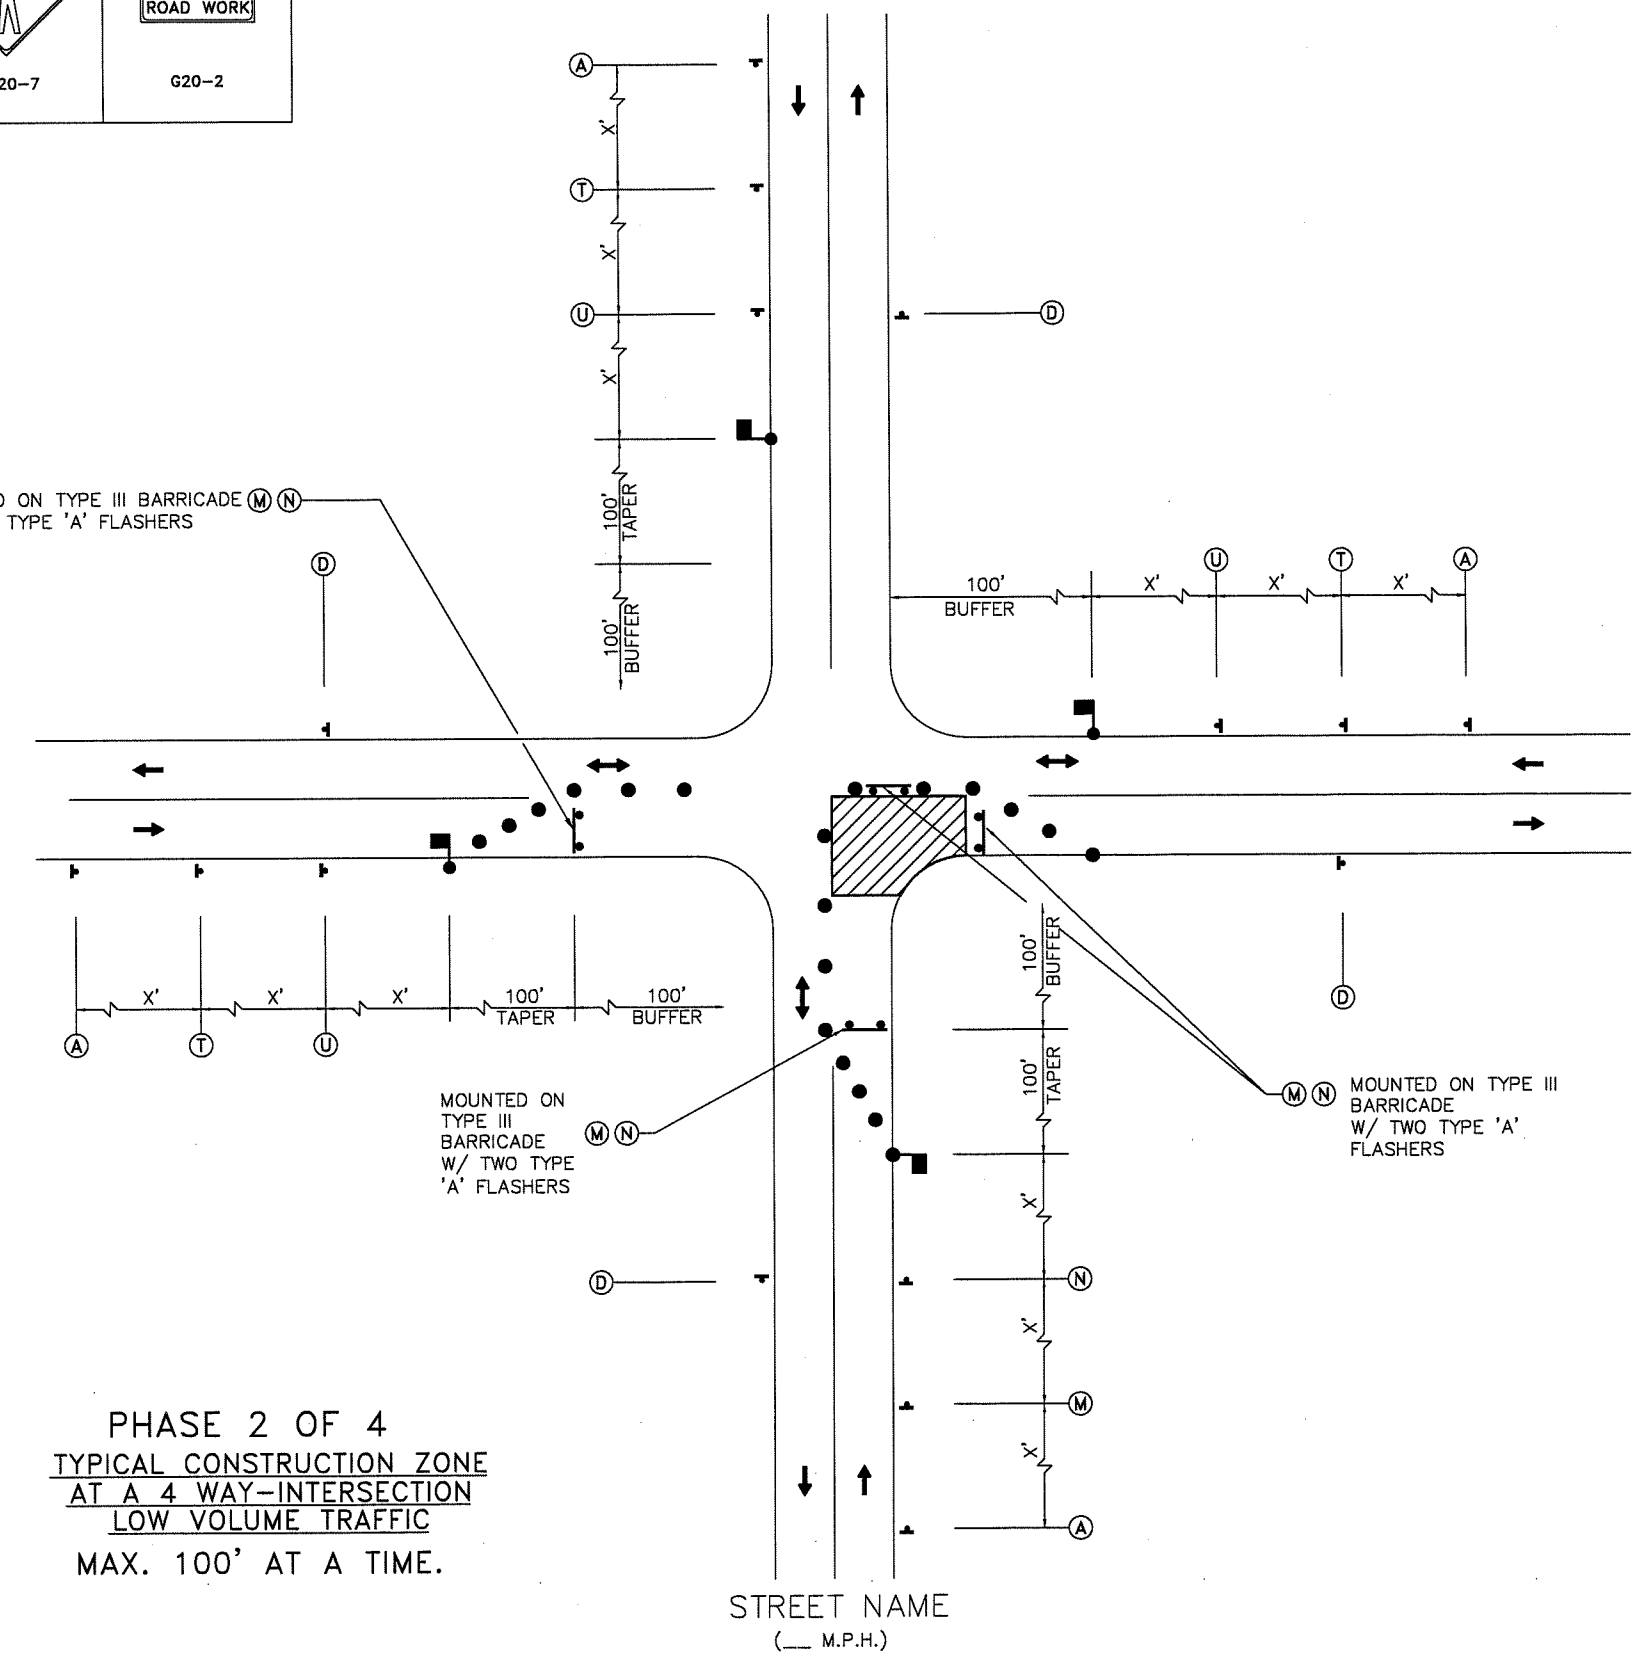 ROAD WORK
20-7
G20-2
A
X'
T
X'
U
D
X'
100'
TAPER
100'
BUFFER
D ON TYPE III BARRICADE M N
TYPE 'A' FLASHERS
D
U
T
A
100'
BUFFER
X'
X'
X'
X'
X'
X'
100'
TAPER
100'
BUFFER
A
T
U
100'
BUFFER
100'
TAPER
D
MOUNTED ON
TYPE III
BARRICADE
W/ TWO TYPE
'A' FLASHERS
M N
M N
MOUNTED ON TYPE III
BARRICADE
W/ TWO TYPE 'A'
FLASHERS
X'
D
N
X'
M
X'
A
PHASE 2 OF 4
TYPICAL CONSTRUCTION ZONE
AT A 4 WAY-INTERSECTION
LOW VOLUME TRAFFIC
MAX. 100' AT A TIME.
STREET NAME
(__ M.P.H.)